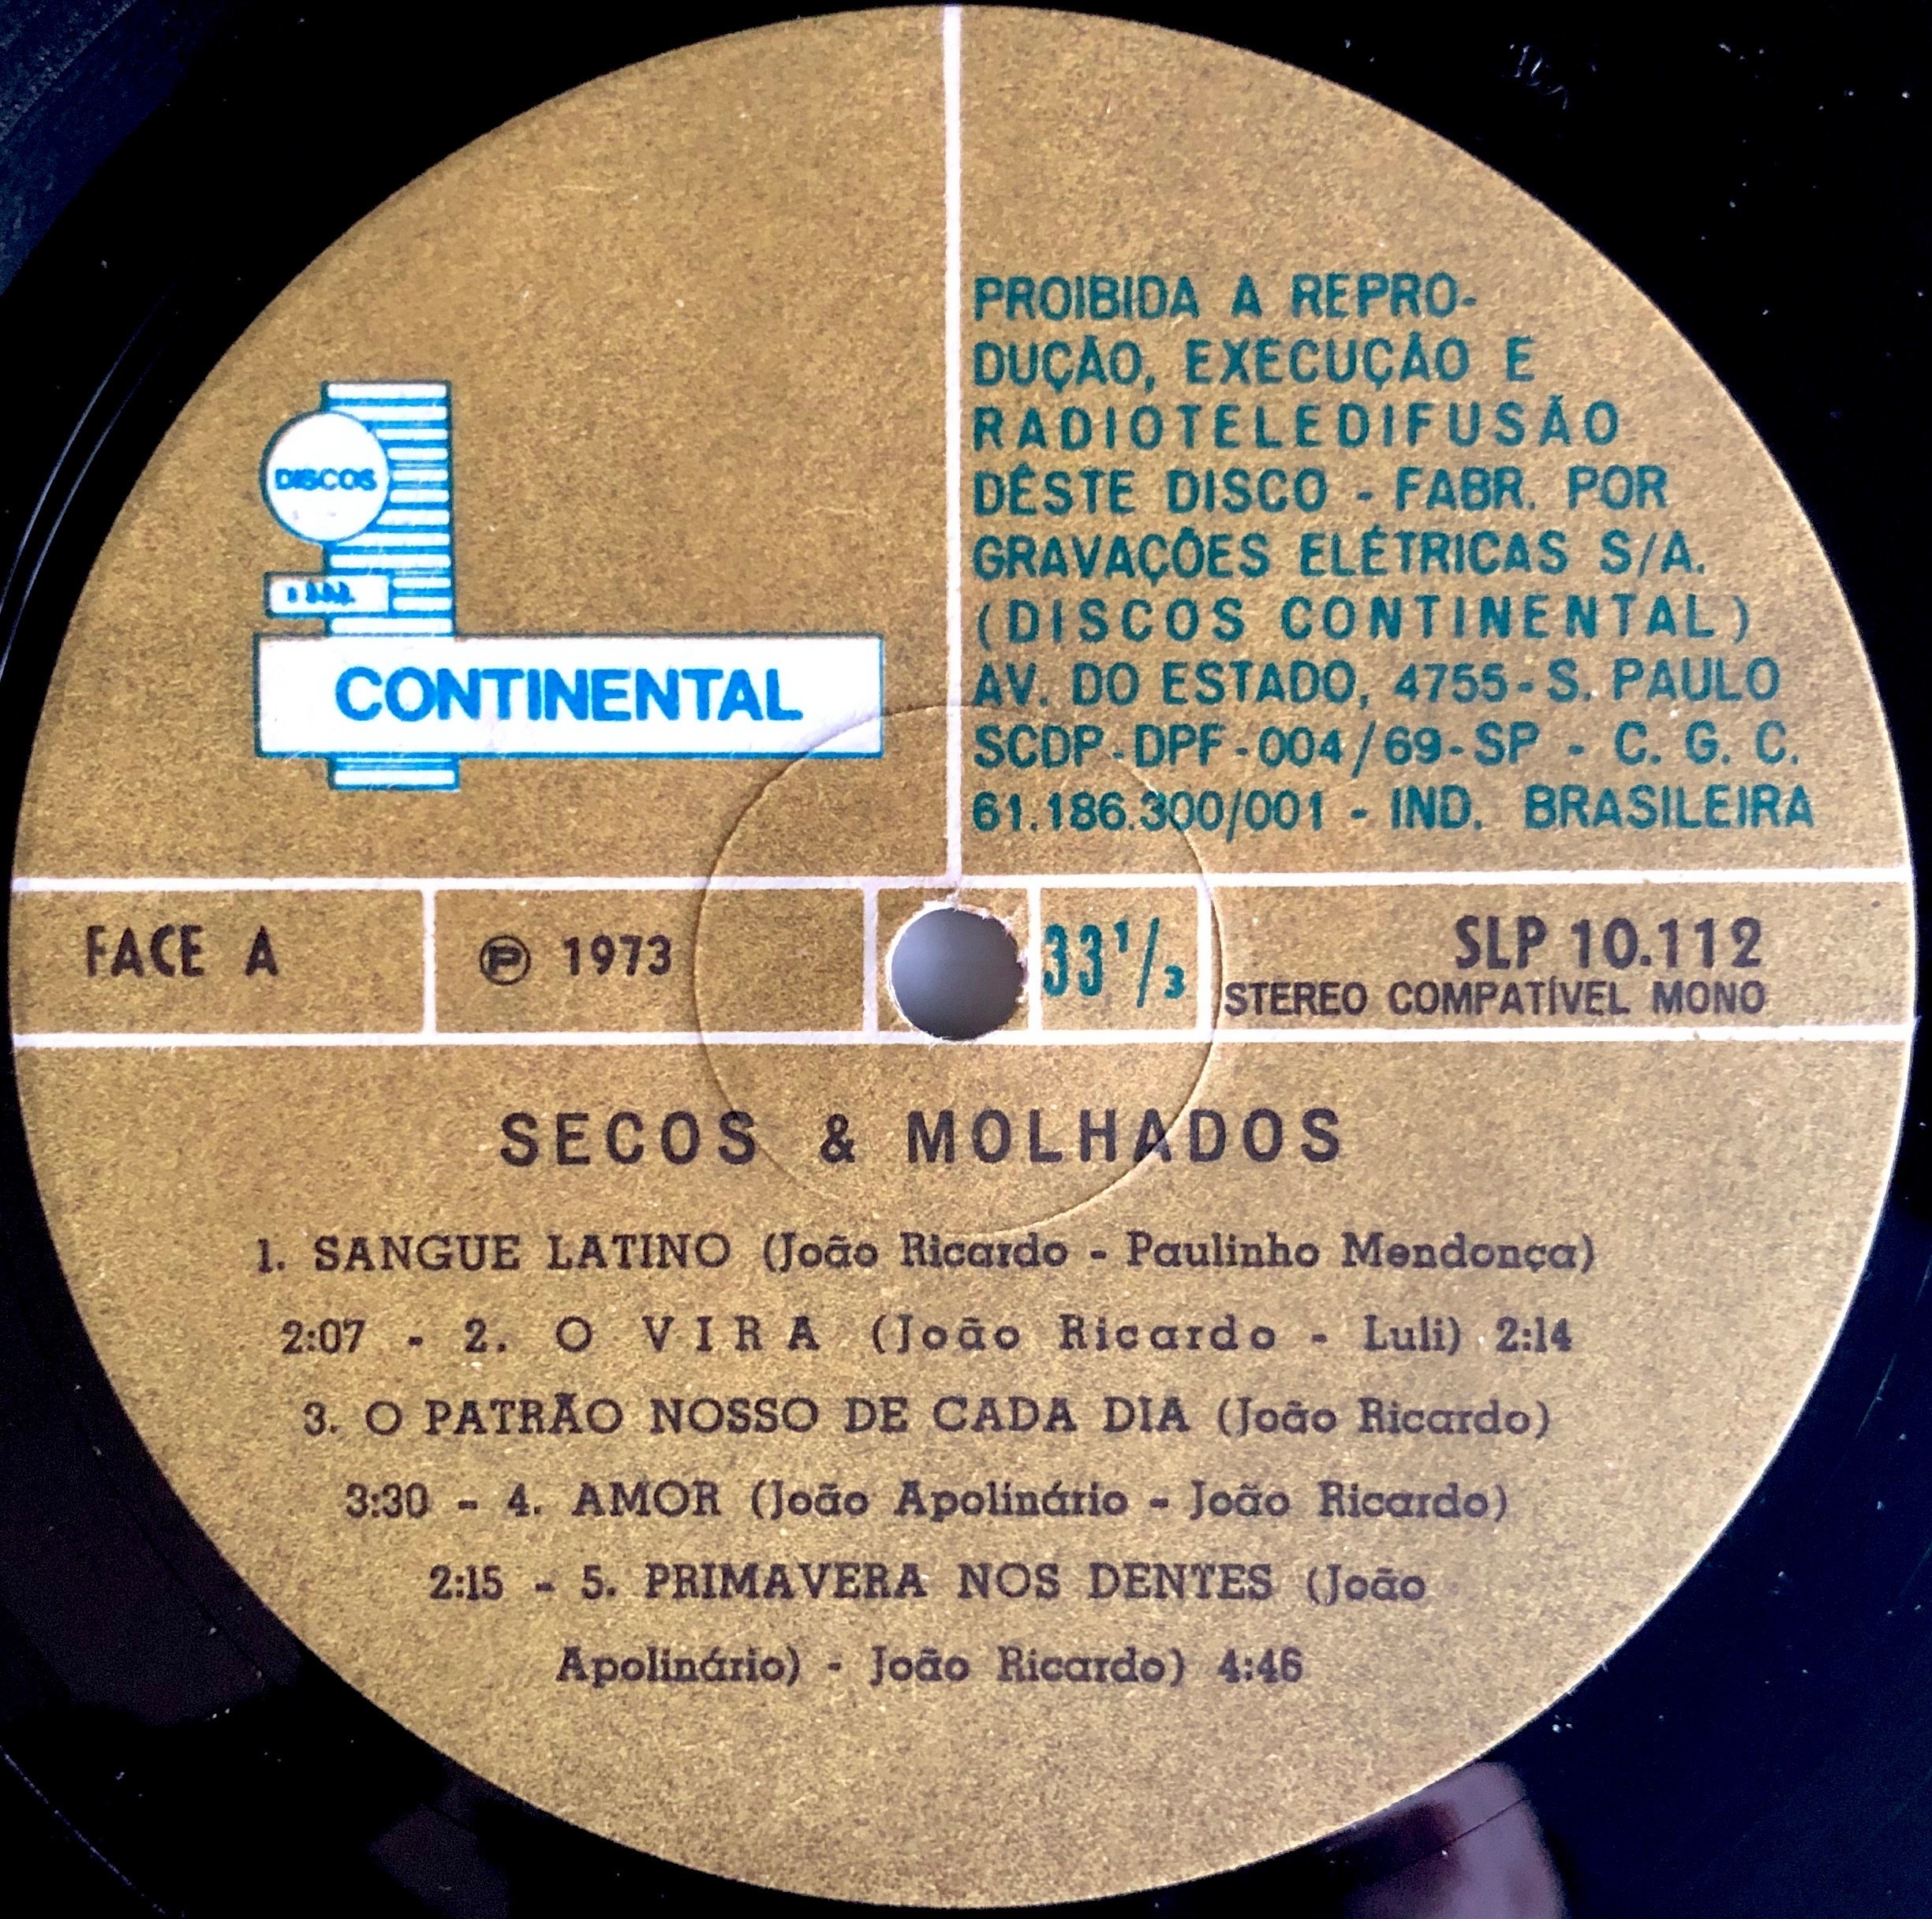 DISCOS
CONTINENTAL
PROIBIDA A REPRO-
DUÇÃO, EXECUÇÃO E
RADIOTELEDIFUSÃO
DÊSTE DISCO - FABR. POR
GRAVAÇÕES ELÉTRICAS S/A.
(DISCOS CONTINENTAL)
AV. DO ESTADO, 4755 - S. PAULO
SCDP - DPF - 004/69 - SP - C. G. C.
61.186.300/001 - IND. BRASILEIRA
FACE A
℗ 1973
33 1/3
SLP 10.112
STEREO COMPATÍVEL MONO
SECOS & MOLHADOS
1. SANGUE LATINO (João Ricardo - Paulinho Mendonça)
2:07 - 2. O VIRA (João Ricardo - Luli) 2:14
3. O PATRÃO NOSSO DE CADA DIA (João Ricardo)
3:30 - 4. AMOR (João Apolinário - João Ricardo)
2:15 - 5. PRIMAVERA NOS DENTES (João
Apolinário) - João Ricardo) 4:46